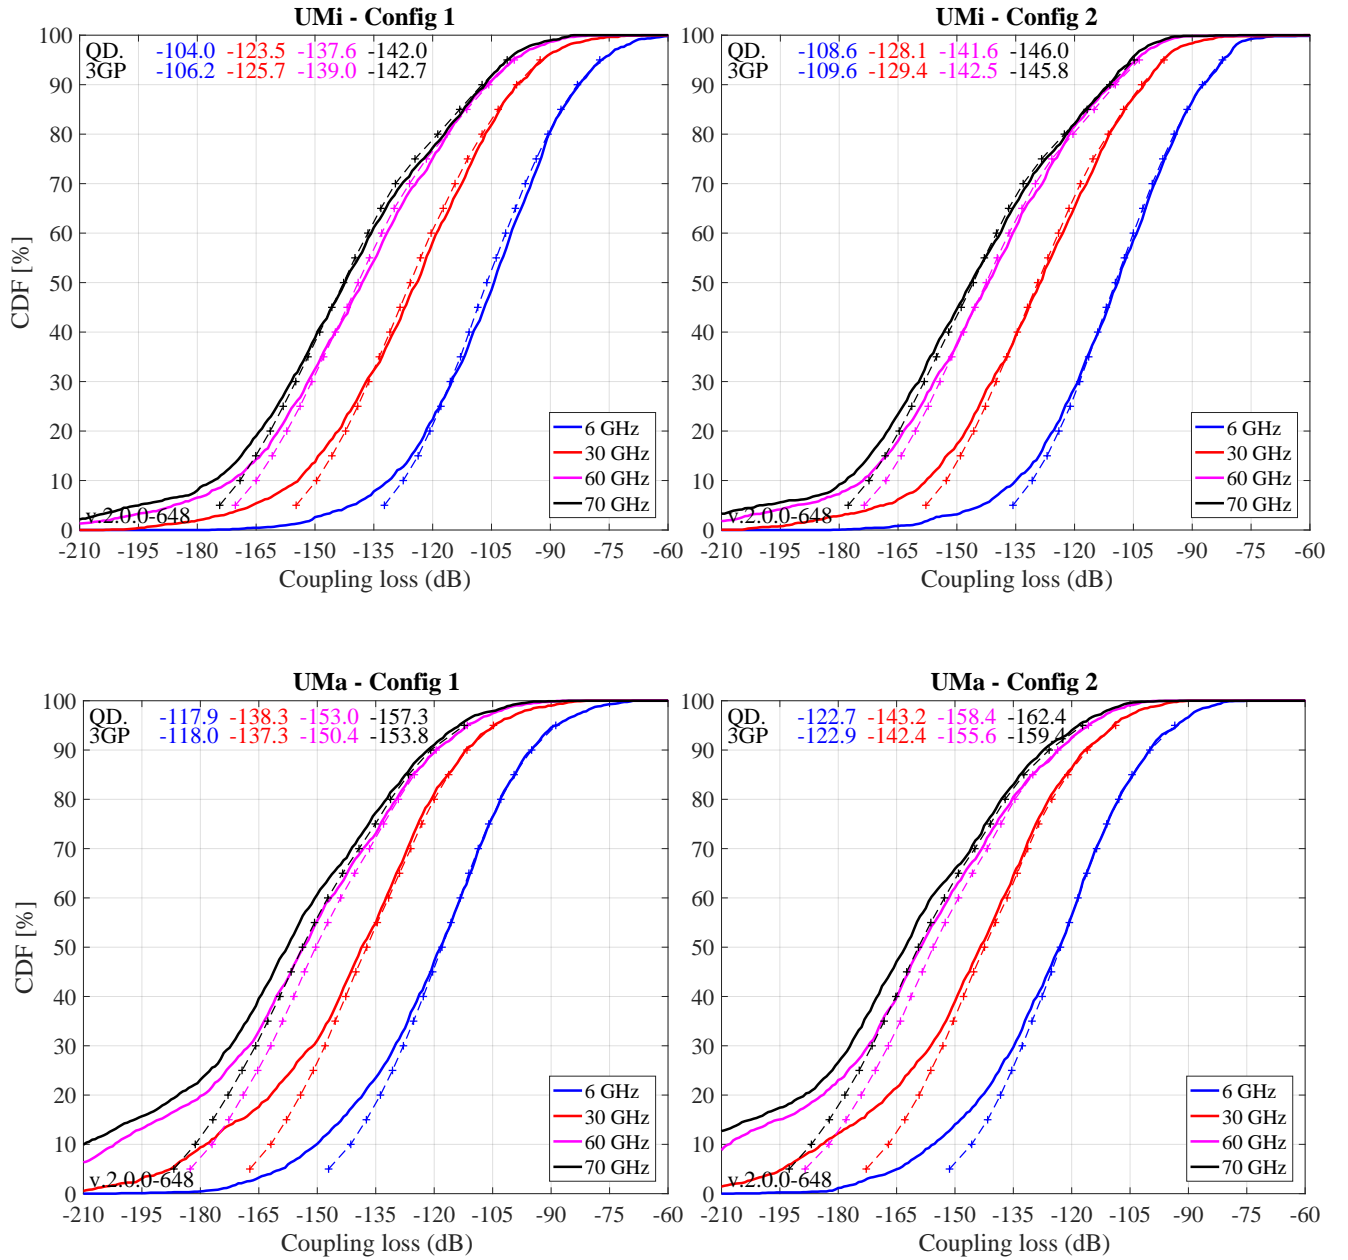 UMi - Config 1
QD. -104.0 -123.5 -137.6 -142.0
3GP -106.2 -125.7 -139.0 -142.7
100
90
80
70
60
50
40
30
20
10
0
CDF [%]
6 GHz
30 GHz
60 GHz
70 GHz
v.2.0.0-648
-210 -195 -180 -165 -150 -135 -120 -105 -90 -75 -60
Coupling loss (dB)
UMi - Config 2
QD. -108.6 -128.1 -141.6 -146.0
3GP -109.6 -129.4 -142.5 -145.8
100
90
80
70
60
50
40
30
20
10
0
6 GHz
30 GHz
60 GHz
70 GHz
v.2.0.0-648
-210 -195 -180 -165 -150 -135 -120 -105 -90 -75 -60
Coupling loss (dB)
UMa - Config 1
QD. -117.9 -138.3 -153.0 -157.3
3GP -118.0 -137.3 -150.4 -153.8
100
90
80
70
60
50
40
30
20
10
0
CDF [%]
6 GHz
30 GHz
60 GHz
70 GHz
v.2.0.0-648
-210 -195 -180 -165 -150 -135 -120 -105 -90 -75 -60
Coupling loss (dB)
UMa - Config 2
QD. -122.7 -143.2 -158.4 -162.4
3GP -122.9 -142.4 -155.6 -159.4
100
90
80
70
60
50
40
30
20
10
0
6 GHz
30 GHz
60 GHz
70 GHz
v.2.0.0-648
-210 -195 -180 -165 -150 -135 -120 -105 -90 -75 -60
Coupling loss (dB)